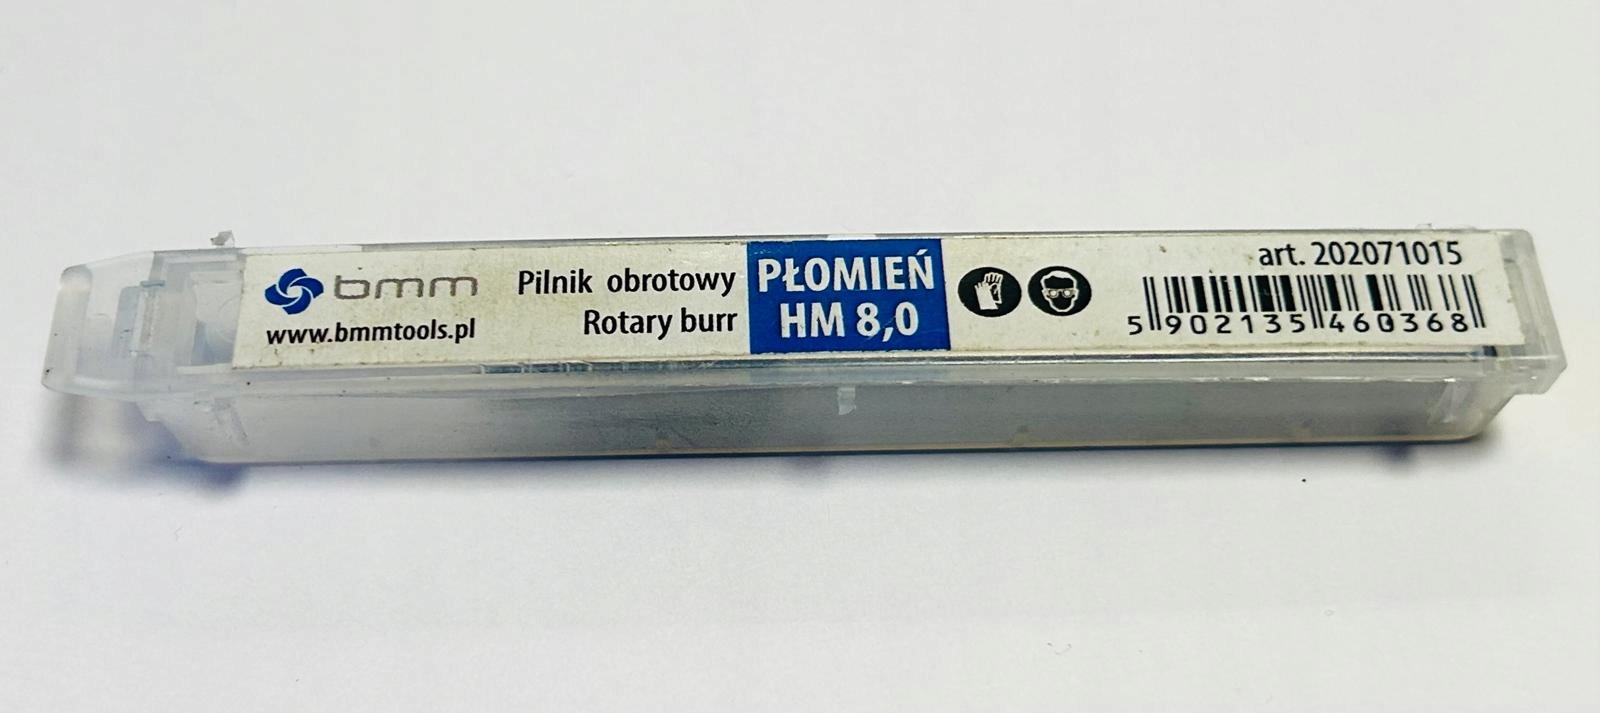 bmm
www.bmmtools.pl
Pilnik obrotowy
Rotary burr
PŁOMIEŃ
HM 8,0
art. 202071015
5 902135 460368